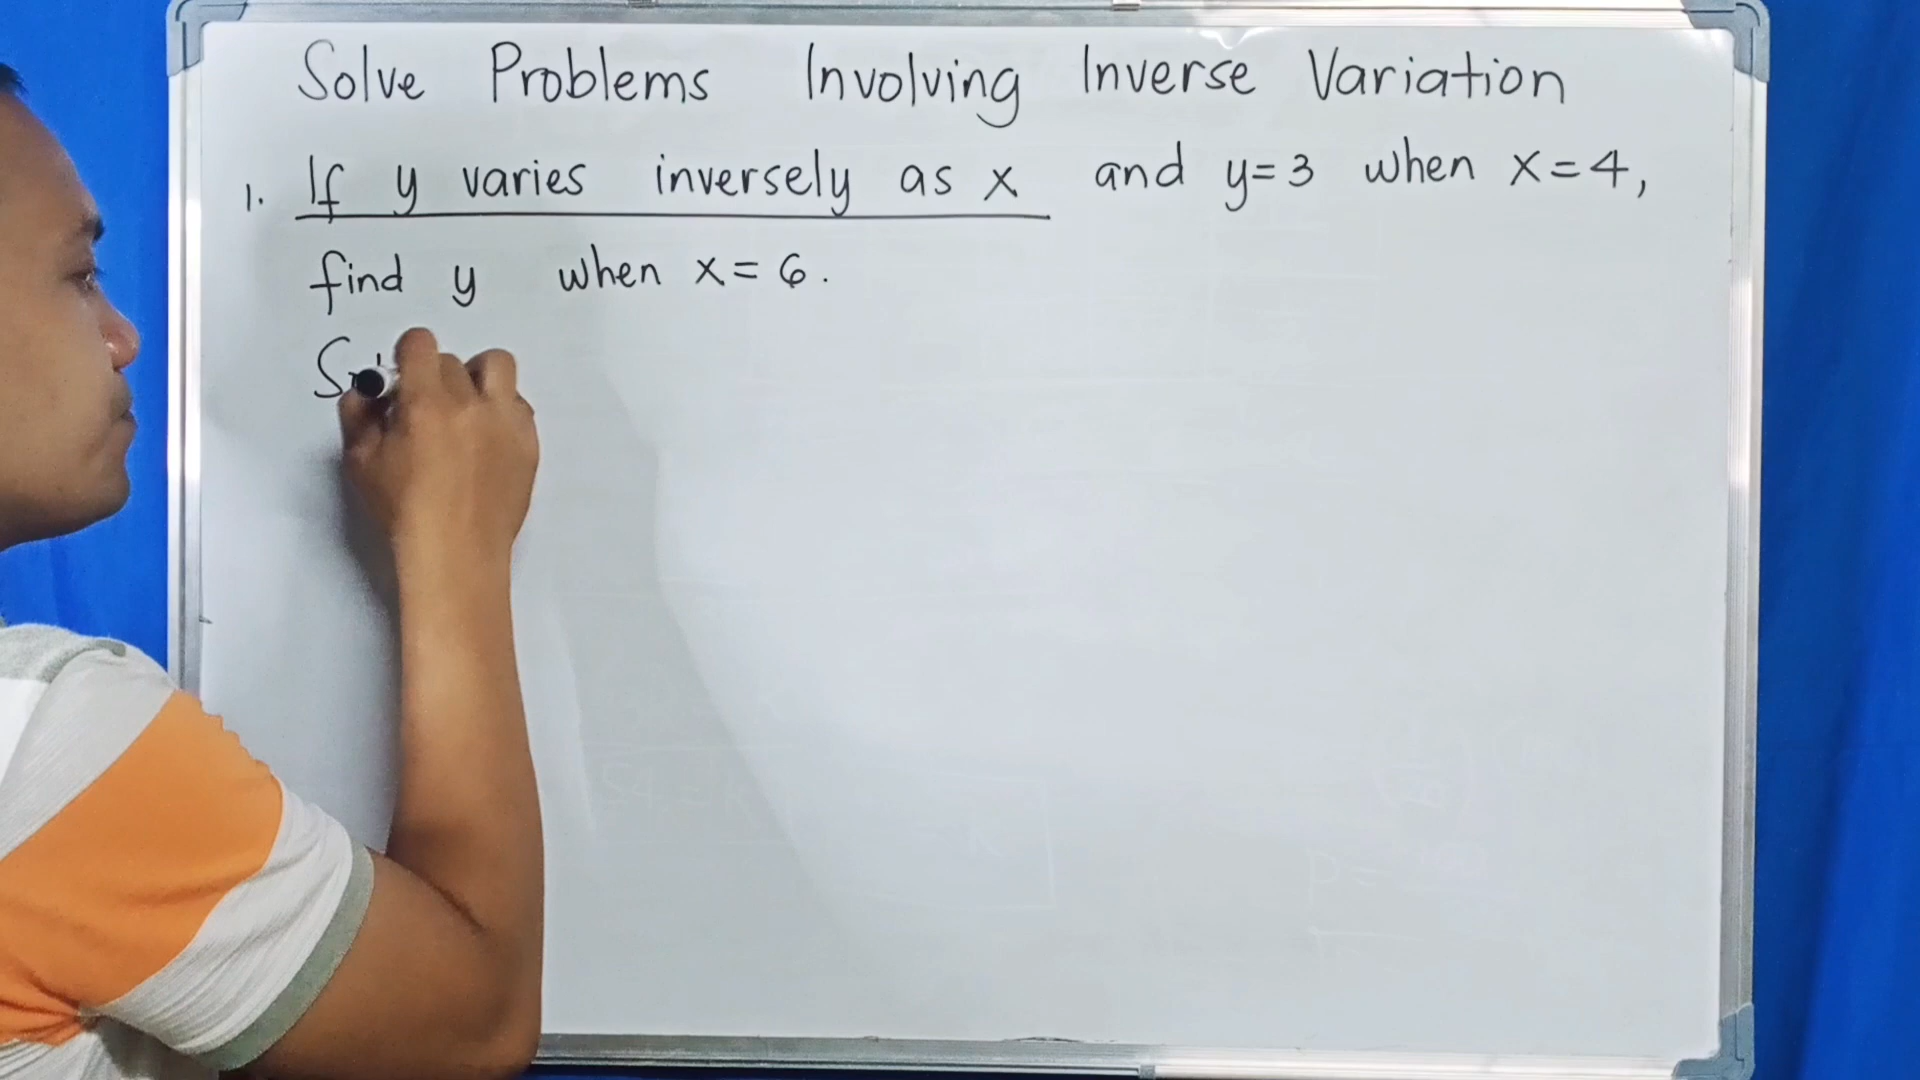 Solve Problems Involving Inverse Variation
1. If y varies inversely as x and y=3 when x=4,
find y when x=6.